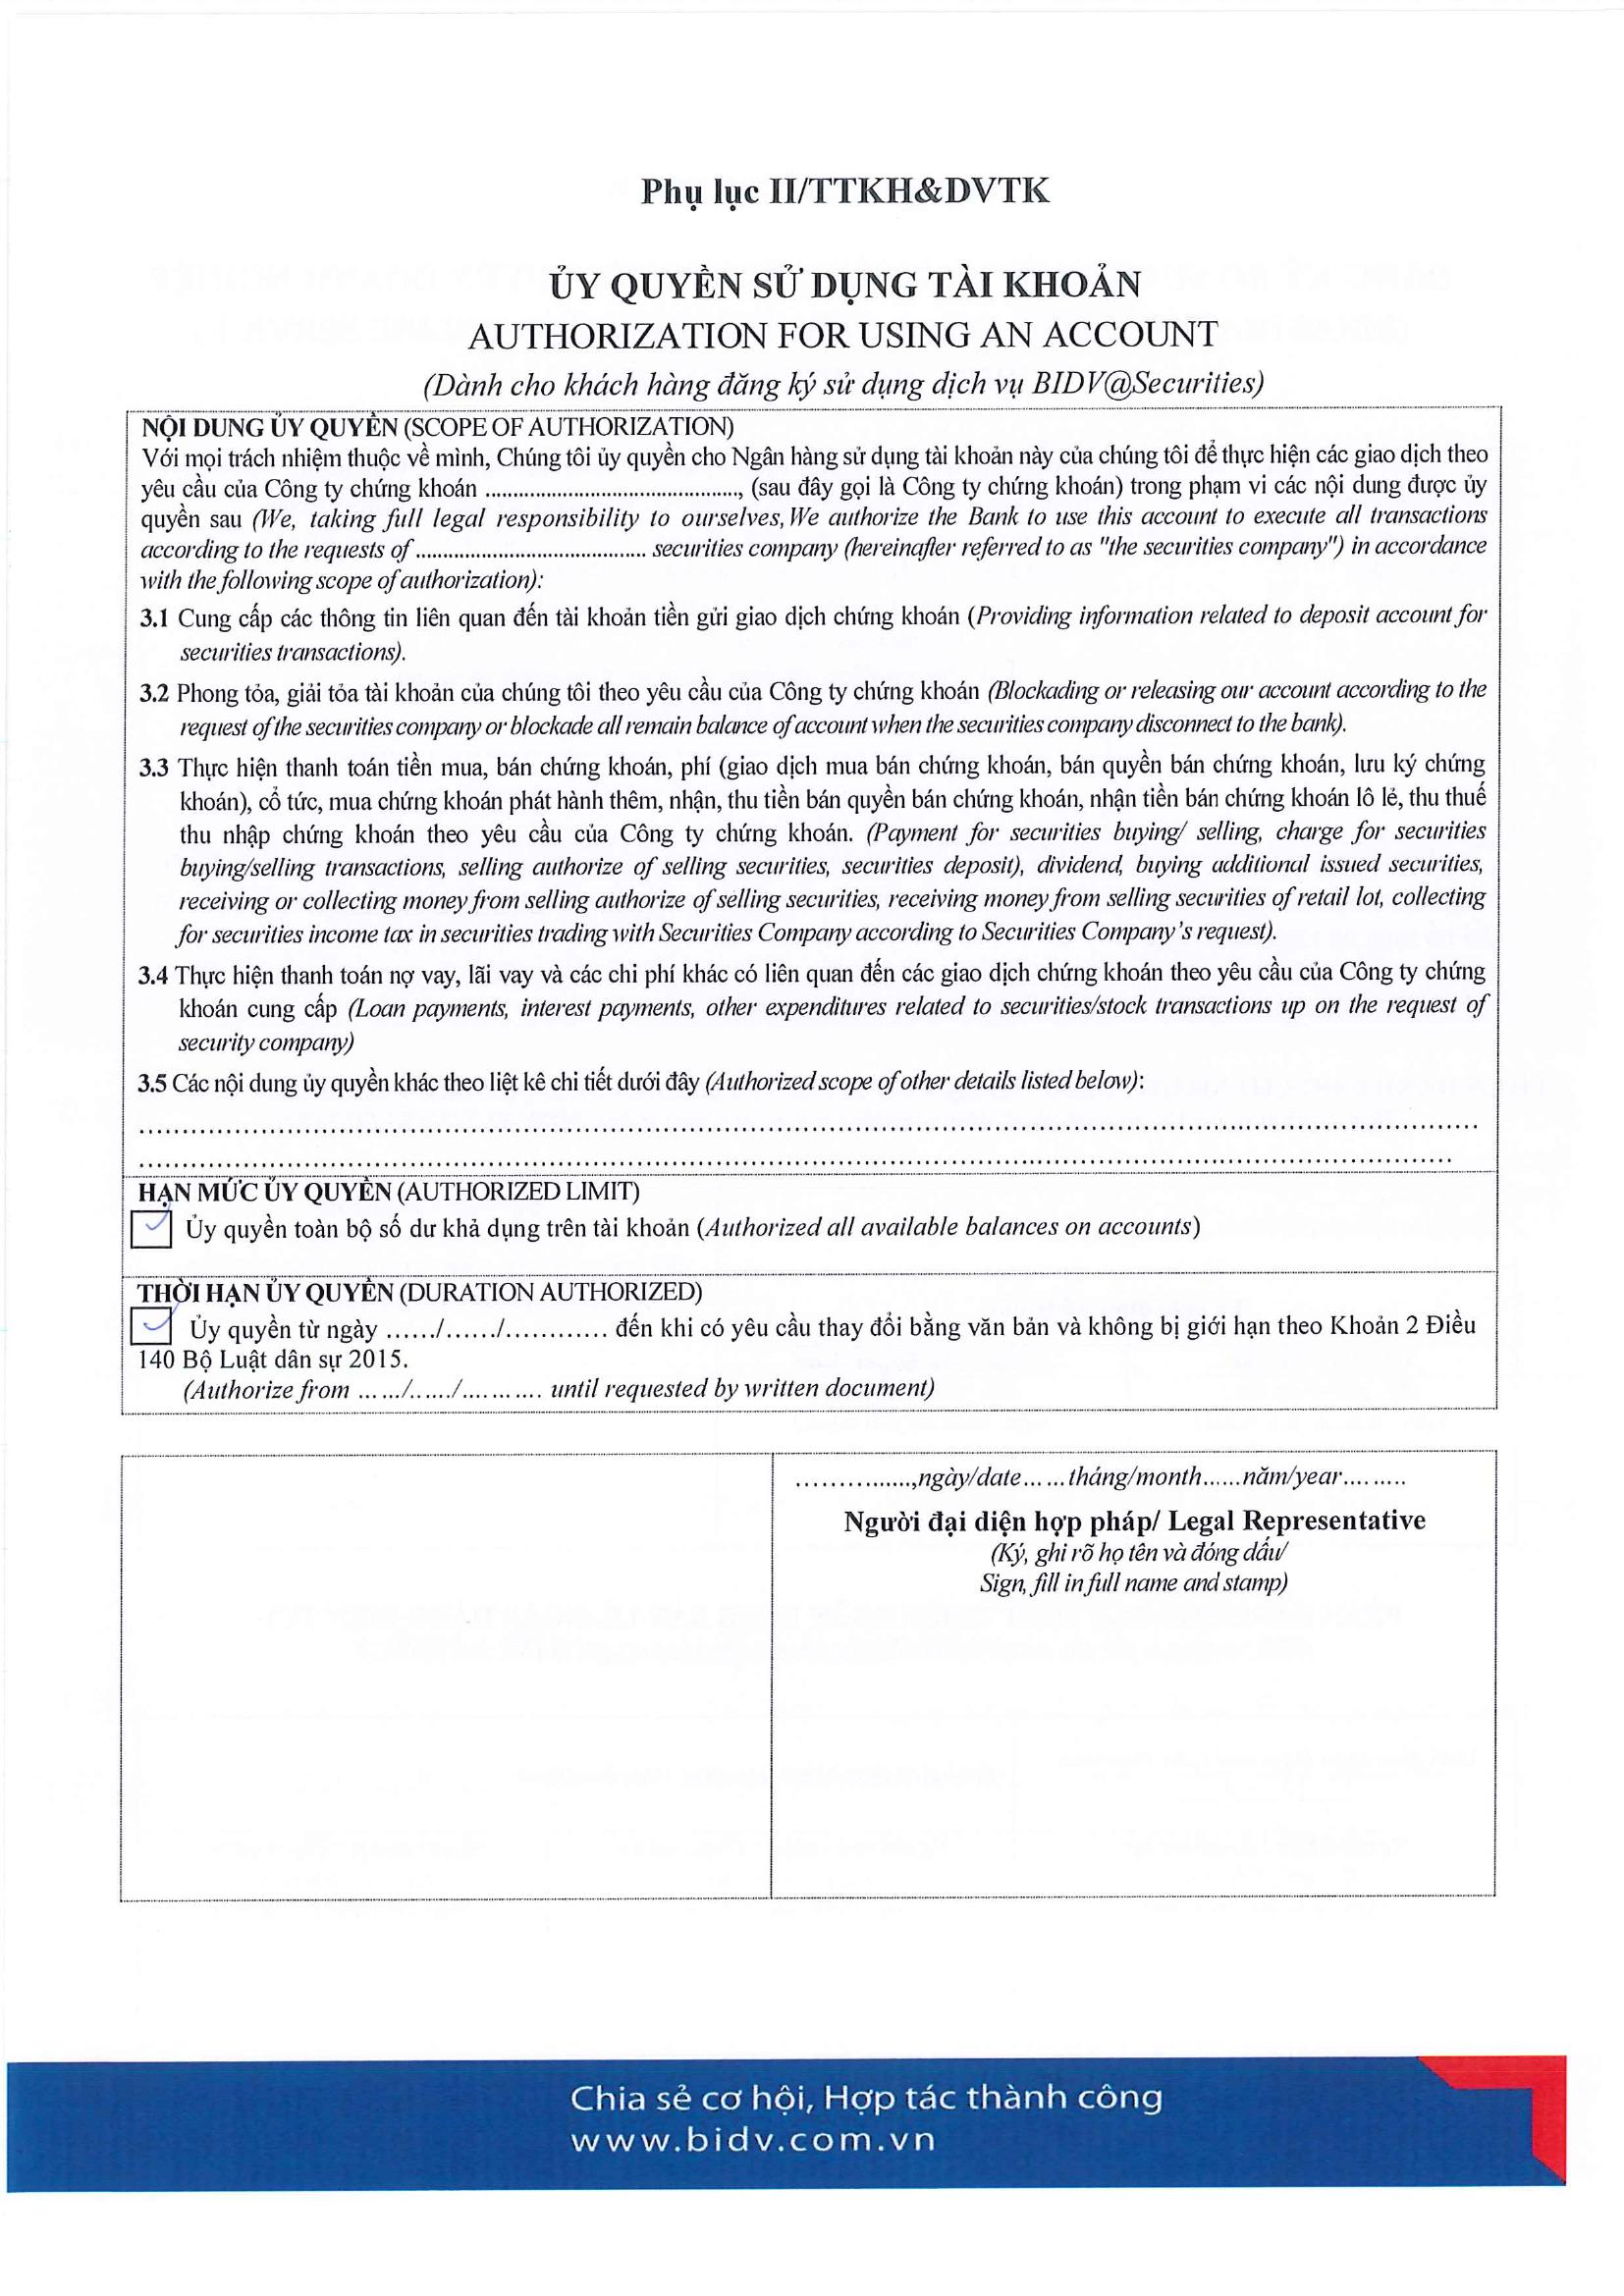 Phụ lục II/TTKH&DVTK
ỦY QUYỀN SỬ DỤNG TÀI KHOẢN
AUTHORIZATION FOR USING AN ACCOUNT
(Dành cho khách hàng đăng ký sử dụng dịch vụ BIDV@Securities)
NỘI DUNG ỦY QUYỀN (SCOPE OF AUTHORIZATION)
Với mọi trách nhiệm thuộc về mình, Chúng tôi ủy quyền cho Ngân hàng sử dụng tài khoản này của chúng tôi để thực hiện các giao dịch theo
yêu cầu của Công ty chứng khoán .........................................., (sau đây gọi là Công ty chứng khoán) trong phạm vi các nội dung được ủy
quyền sau (We, taking full legal responsibility to ourselves, We authorize the Bank to use this account to execute all transactions
according to the requests of ...................................... securities company (hereinafter referred to as "the securities company") in accordance
with the following scope of authorization):
3.1 Cung cấp các thông tin liên quan đến tài khoản tiền gửi giao dịch chứng khoán (Providing information related to deposit account for
securities transactions).
3.2 Phong tỏa, giải tỏa tài khoản của chúng tôi theo yêu cầu của Công ty chứng khoán (Blockading or releasing our account according to the
request of the securities company or blockade all remain balance of account when the securities company disconnect to the bank).
3.3 Thực hiện thanh toán tiền mua, bán chứng khoán, phí (giao dịch mua bán chứng khoán, bán quyền bán chứng khoán, lưu ký chứng
khoán), cổ tức, mua chứng khoán phát hành thêm, nhận, thu tiền bán quyền bán chứng khoán, nhận tiền bán chứng khoán lô lẻ, thu thuế
thu nhập chứng khoán theo yêu cầu của Công ty chứng khoán. (Payment for securities buying/ selling, charge for securities
buying/selling transactions, selling authorize of selling securities, securities deposit), dividend, buying additional issued securities,
receiving or collecting money from selling authorize of selling securities, receiving money from selling securities of retail lot, collecting
for securities income tax in securities trading with Securities Company according to Securities Company's request).
3.4 Thực hiện thanh toán nợ vay, lãi vay và các chi phí khác có liên quan đến các giao dịch chứng khoán theo yêu cầu của Công ty chứng
khoán cung cấp (Loan payments, interest payments, other expenditures related to securities/stock transactions up on the request of
security company)
3.5 Các nội dung ủy quyền khác theo liệt kê chi tiết dưới đây (Authorized scope of other details listed below):
................................................................................................................................................
..............................................................................................................................................
HẠN MỨC ỦY QUYỀN (AUTHORIZED LIMIT)
Ủy quyền toàn bộ số dư khả dụng trên tài khoản (Authorized all available balances on accounts)
THỜI HẠN ỦY QUYỀN (DURATION AUTHORIZED)
Ủy quyền từ ngày ....../....../............ đến khi có yêu cầu thay đổi bằng văn bản và không bị giới hạn theo Khoản 2 Điều
140 Bộ Luật dân sự 2015.
(Authorize from ....../....../........... until requested by written document)
..............,ngày/date......tháng/month......năm/year.........
Người đại diện hợp pháp/ Legal Representative
(Ký, ghi rõ họ tên và đóng dấu/
Sign, fill in full name and stamp)
Chia sẻ cơ hội, Hợp tác thành công
www.bidv.com.vn